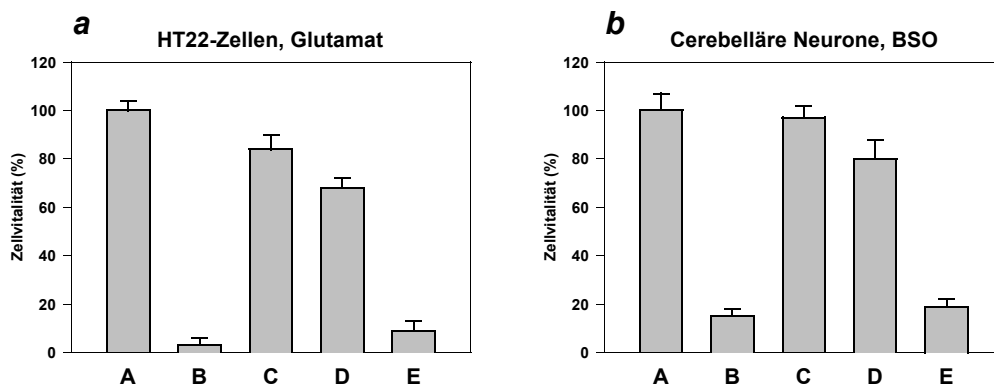 a
HT22-Zellen, Glutamat
120
100
80
60
40
20
0
Zellvitalität (%)
A B C D E
b
Cerebelläre Neurone, BSO
120
100
80
60
40
20
0
Zellvitalität (%)
A B C D E